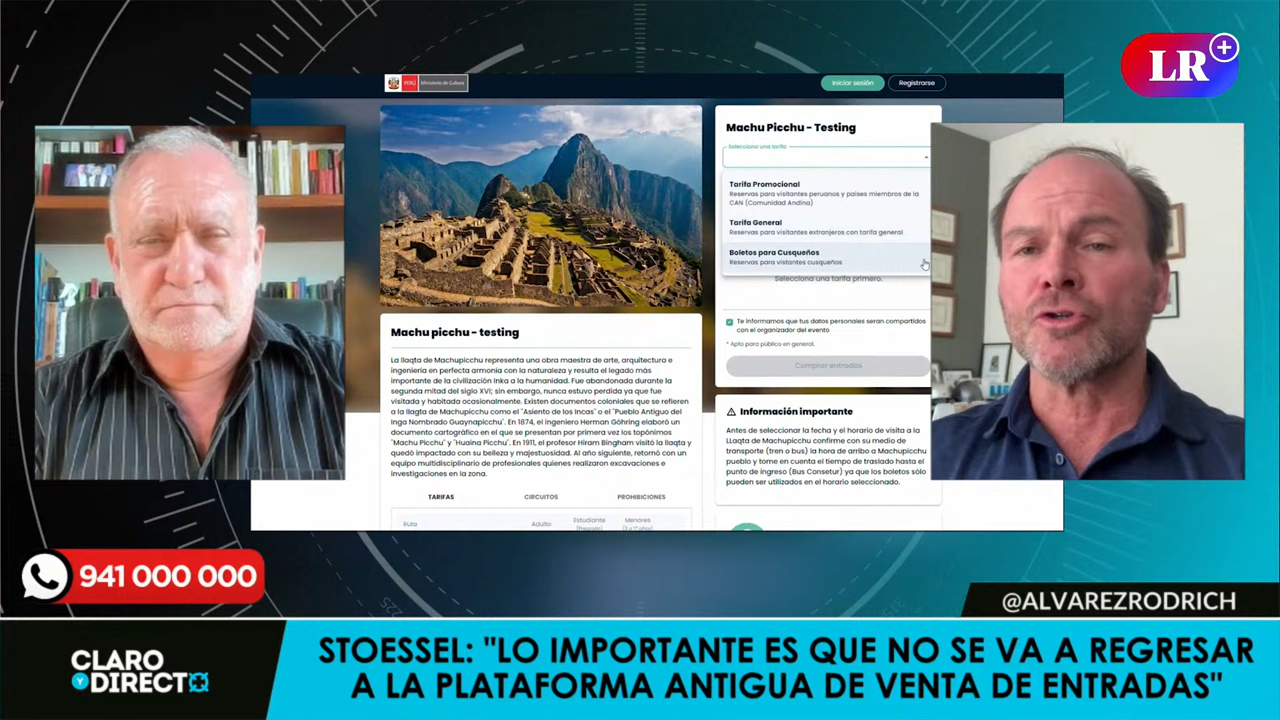 LR+
PERÚ Ministerio de Cultura
Iniciar sesión
Registrarse
Machu Picchu - Testing
Selecciona una tarifa
Tarifa Promocional
Reservas para visitantes peruanos y países miembros de la
CAN (Comunidad Andina)
Tarifa General
Reservas para visitantes extranjeros con tarifa general
Boletos para Cusqueños
Reservas para vistantes cusqueños
Selecciona una tarifa primero.
Te informamos que tus datos personales seran compartidos
con el organizador del evento
* Apto para público en general.
Comprar entradas
Machu picchu - testing
La llaqta de Machupicchu representa una obra maestra de arte, arquitectura e
ingeniería en perfecta armonía con la naturaleza y resulta el legado más
importante de la civilización Inka a la humanidad. Fue abandonada durante la
segunda mitad del siglo XVI; sin embargo, nunca estuvo perdida ya que fue
visitada y habitada ocasionalmente. Existen documentos coloniales que se refieren
a la llaqta de Machupicchu como el "Asiento de los Incas" o el "Pueblo Antiguo del
Inga Nombrado Guaynapicchu". En 1874, el ingeniero Herman Göhring elaboró un
documento cartográfico en el que se presentan por primera vez los topónimos
"Machu Picchu" y "Huaina Picchu". En 1911, el profesor Hiram Bingham visitó la llaqta y
quedó impactado con su belleza y majestuosidad. Al año siguiente, retornó con un
equipo multidisciplinario de profesionales quienes realizaron excavaciones e
investigaciones en la zona.
TARIFAS CIRCUITOS PROHIBICIONES
Ruta Adulto Estudiante Menores
(Pregrado) (3 a 17 años)
Información importante
Antes de seleccionar la fecha y el horario de visita a la
LLaqta de Machupicchu confirme con su medio de
transporte (tren o bus) la hora de arribo a Machupicchu
pueblo y tome en cuenta el tiempo de traslado hasta el
punto de ingreso (Bus Consetur) ya que los boletos sólo
pueden ser utilizados en el horario seleccionado.
941 000 000
@ALVAREZRODRICH
CLARO
Y DIRECTO
STOESSEL: "LO IMPORTANTE ES QUE NO SE VA A REGRESAR
A LA PLATAFORMA ANTIGUA DE VENTA DE ENTRADAS"